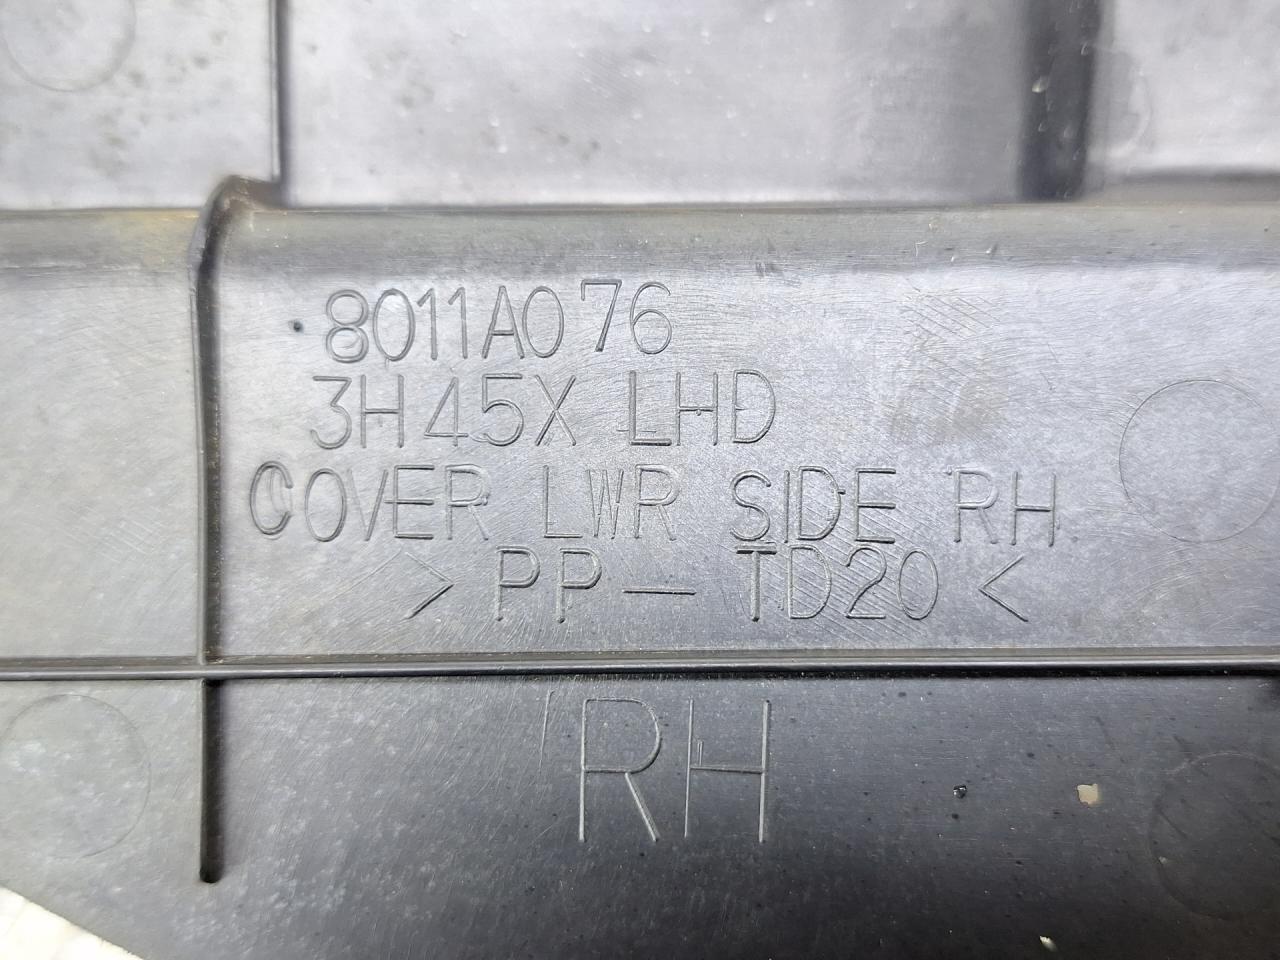 8011A076
3H45X LHD
COVER LWR SIDE RH
>PP-TD20<
RH